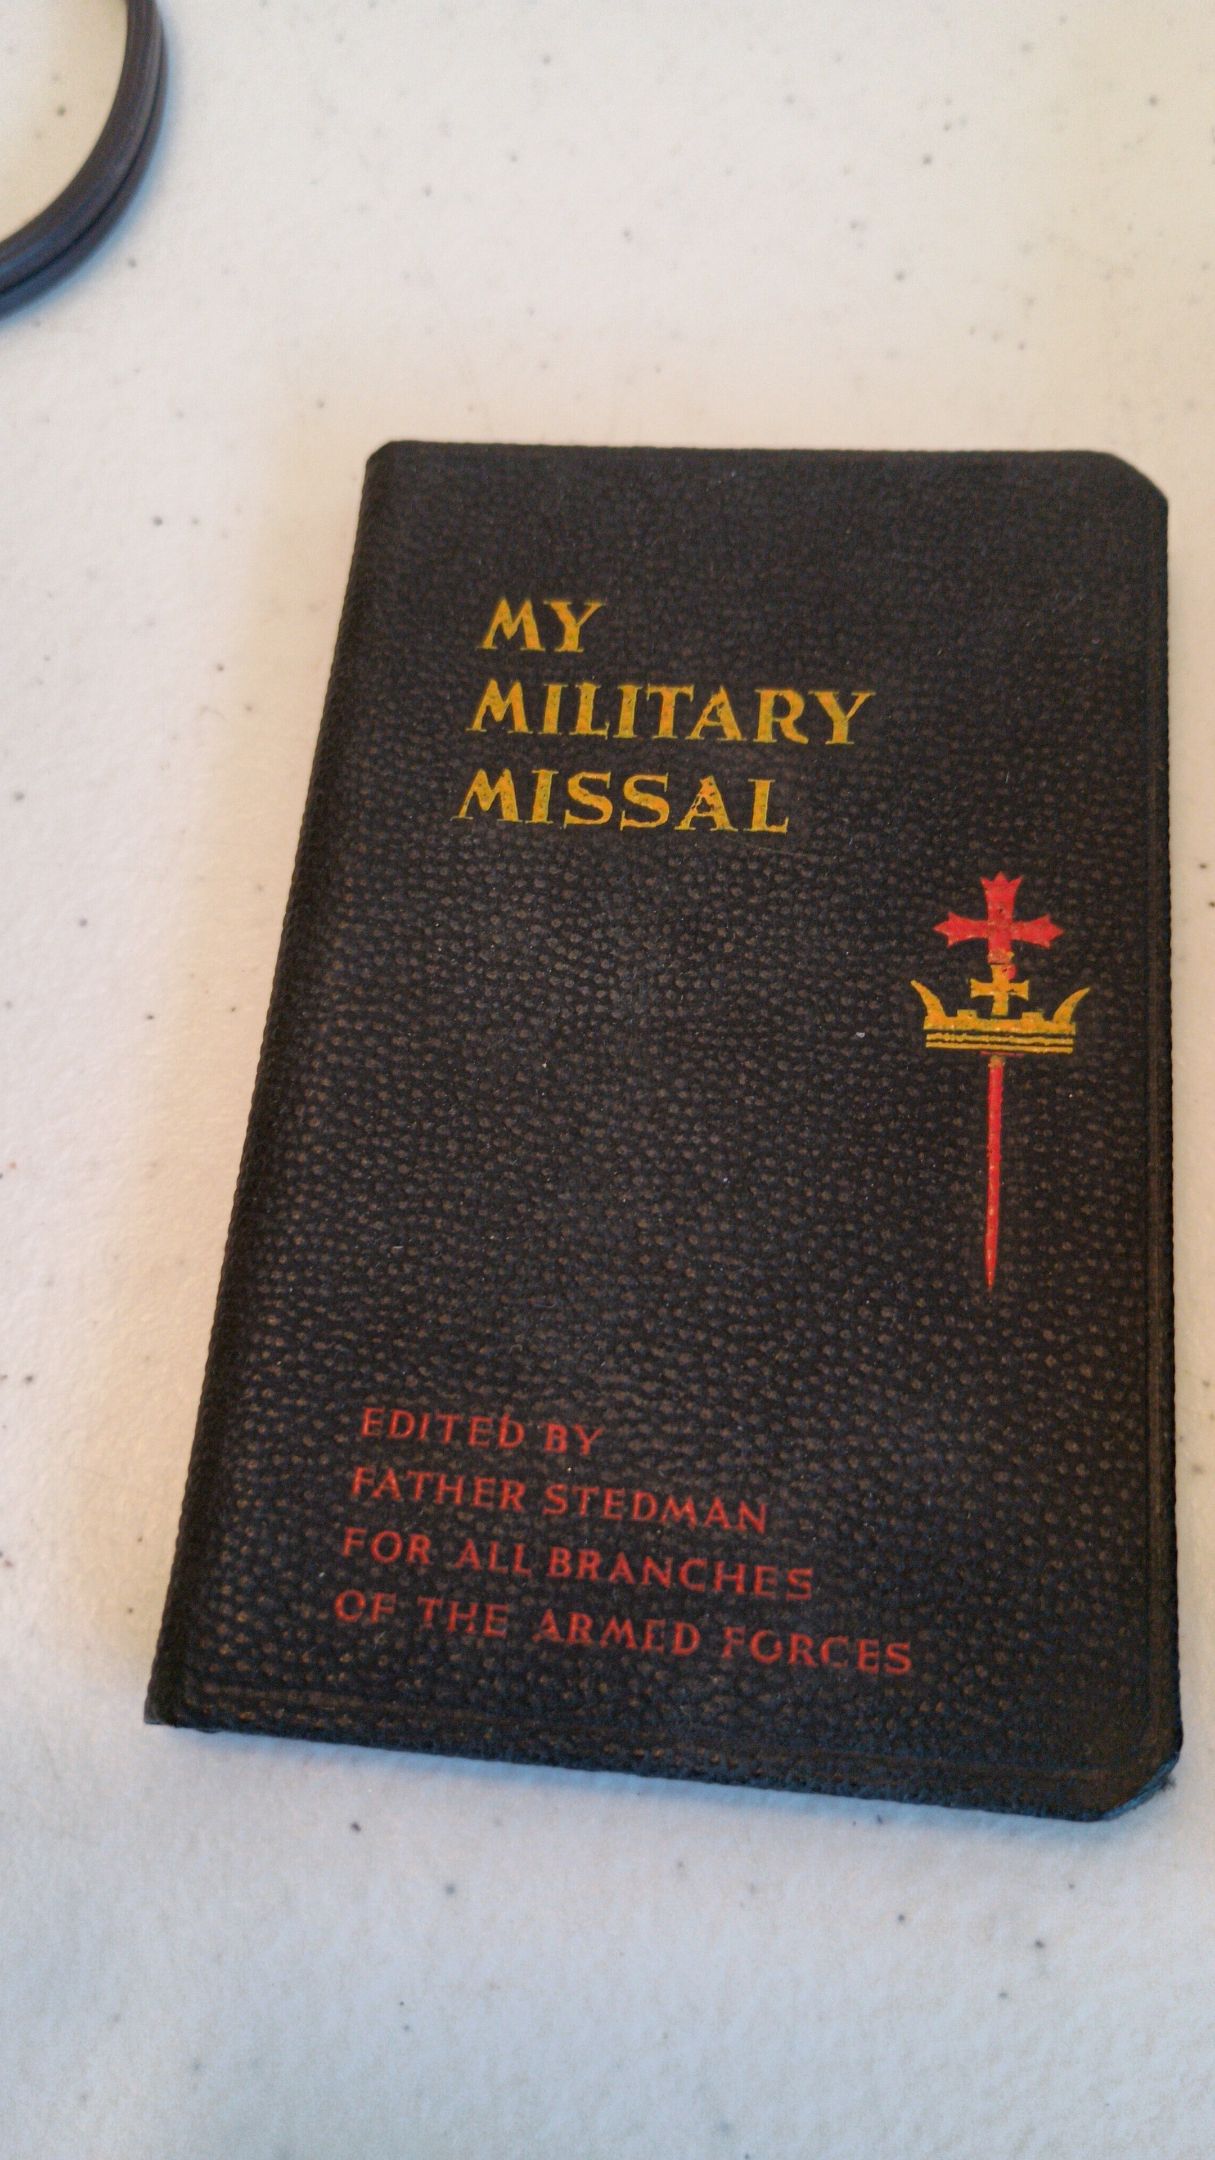 MY
MILITARY
MISSAL
EDITED BY
FATHER STEDMAN
FOR ALL BRANCHES
OF THE ARMED FORCES